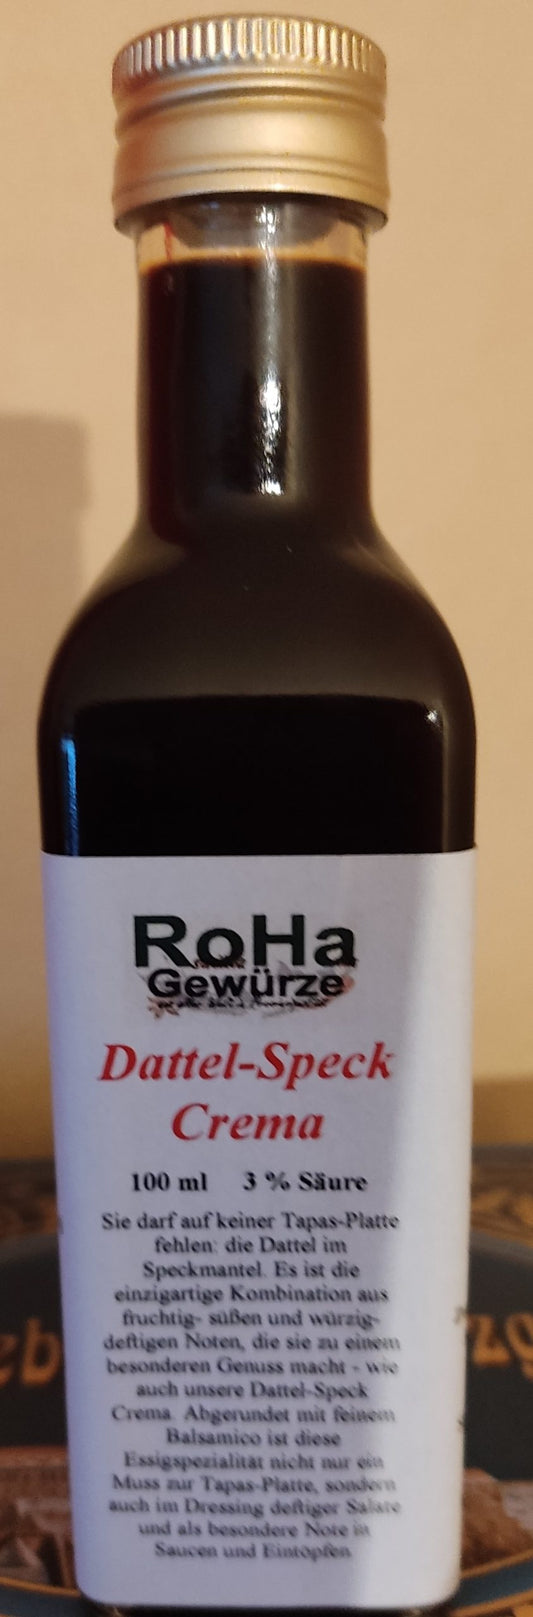 RoHa
Gewürze
Dattel-Speck
Crema
100 ml 3 % Säure
Sie darf auf keiner Tapas-Platte
fehlen: die Dattel im
Speckmantel. Es ist die
einzigartige Kombination aus
fruchtig- süßen und würzig-
deftigen Noten, die sie zu einem
besonderen Genuss macht - wie
auch unsere Dattel-Speck
Crema. Abgerundet mit feinem
Balsamico ist diese
Essigspezialität nicht nur ein
Muss zur Tapas-Platte, sondern
auch im Dressing deftiger Salate
und als besondere Note in
Saucen und Eintöpfen.